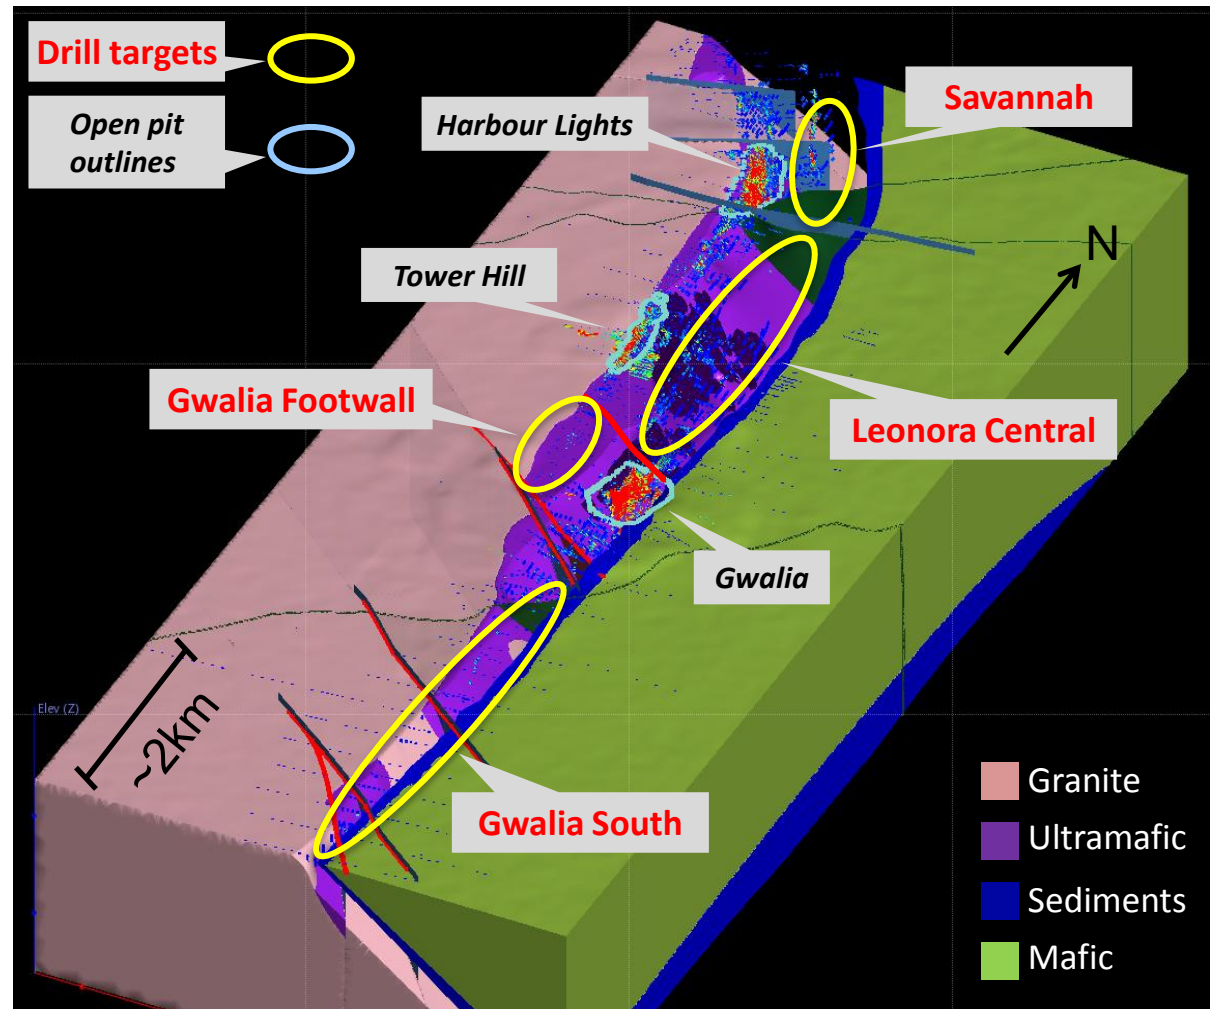 Drill targets
Open pit
outlines
Harbour Lights
Savannah
Tower Hill
N
Gwalia Footwall
Leonora Central
Gwalia
Elev (Z)
~2km
Gwalia South
Granite
Ultramafic
Sediments
Mafic